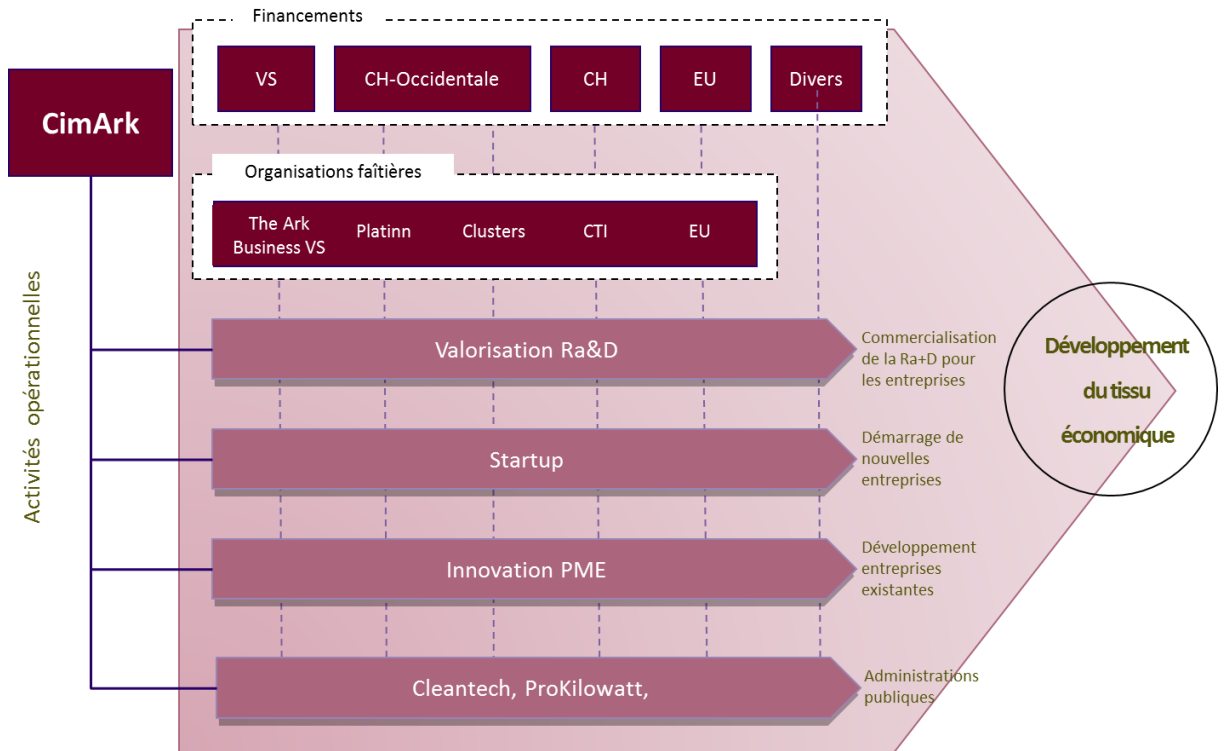 Financements
VS
CH-Occidentale
CH
EU
Divers
CimArk
Organisations faîtières
The Ark
Business VS
Platinn
Clusters
CTI
EU
Activités opérationnelles
Valorisation Ra&D
Commercialisation
de la Ra+D pour
les entreprises
Développement
du tissu
économique
Startup
Démarrage de
nouvelles
entreprises
Innovation PME
Développement
entreprises
existantes
Cleantech, ProKilowatt,
Administrations
publiques